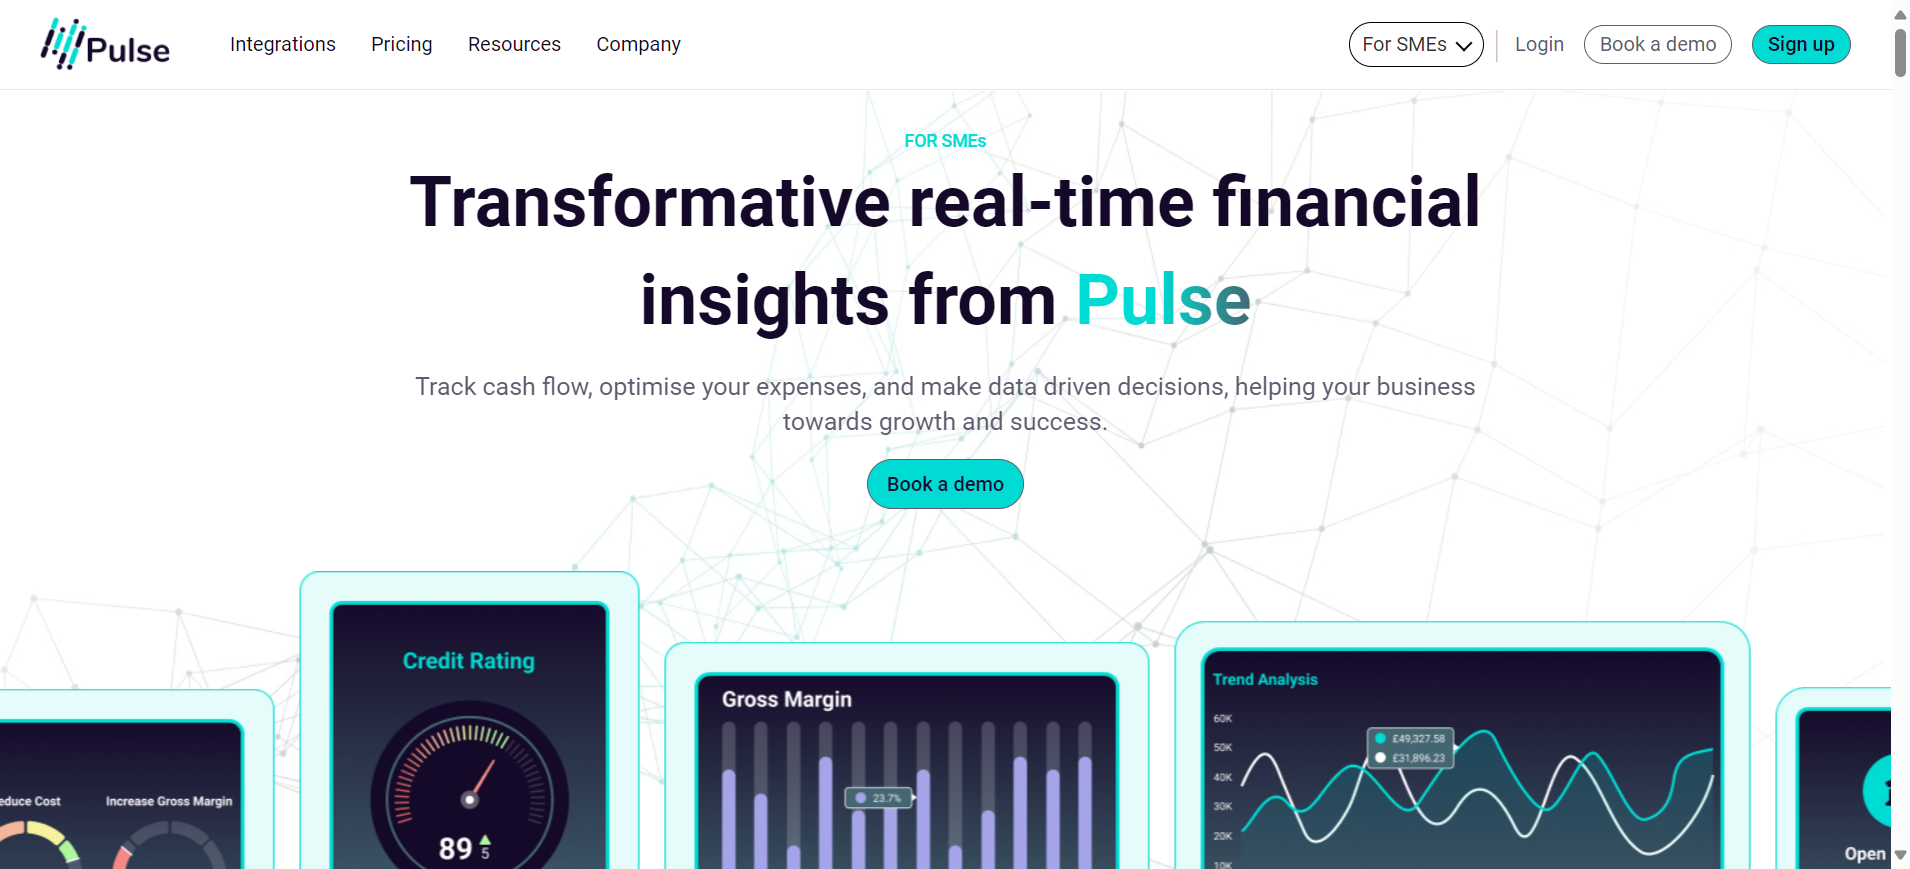 Pulse
Integrations
Pricing
Resources
Company
For SMEs
Login
Book a demo
Sign up
FOR SMEs
Transformative real-time financial
insights from Pulse
Track cash flow, optimise your expenses, and make data driven decisions, helping your business
towards growth and success.
Book a demo
educe Cost
Increase Gross Margin
Credit Rating
89
5
Gross Margin
23.7%
Trend Analysis
60K
50K
40K
30K
20K
10K
£49,327.58
£31,896.23
Open